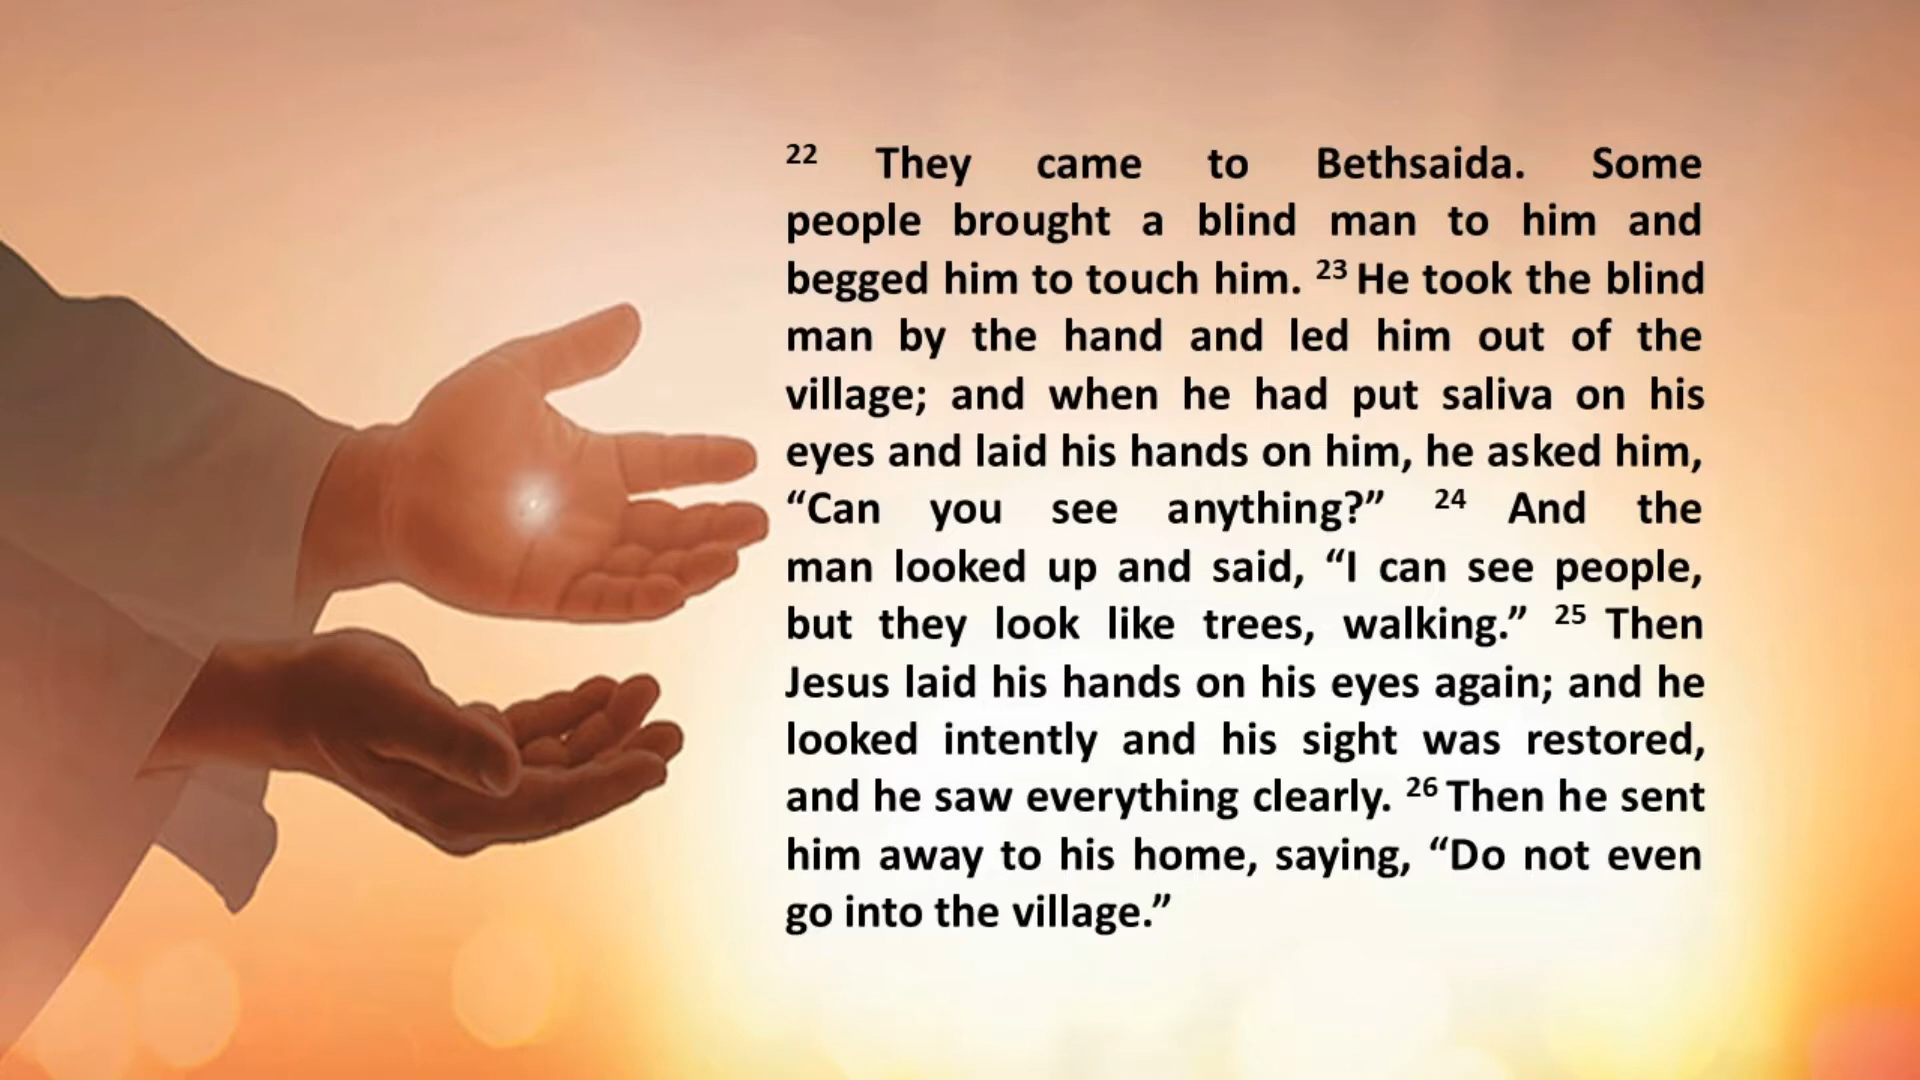 22 They came to Bethsaida. Some
people brought a blind man to him and
begged him to touch him. 23 He took the blind
man by the hand and led him out of the
village; and when he had put saliva on his
eyes and laid his hands on him, he asked him,
“Can you see anything?” 24 And the
man looked up and said, “I can see people,
but they look like trees, walking.” 25 Then
Jesus laid his hands on his eyes again; and he
looked intently and his sight was restored,
and he saw everything clearly. 26 Then he sent
him away to his home, saying, “Do not even
go into the village.”